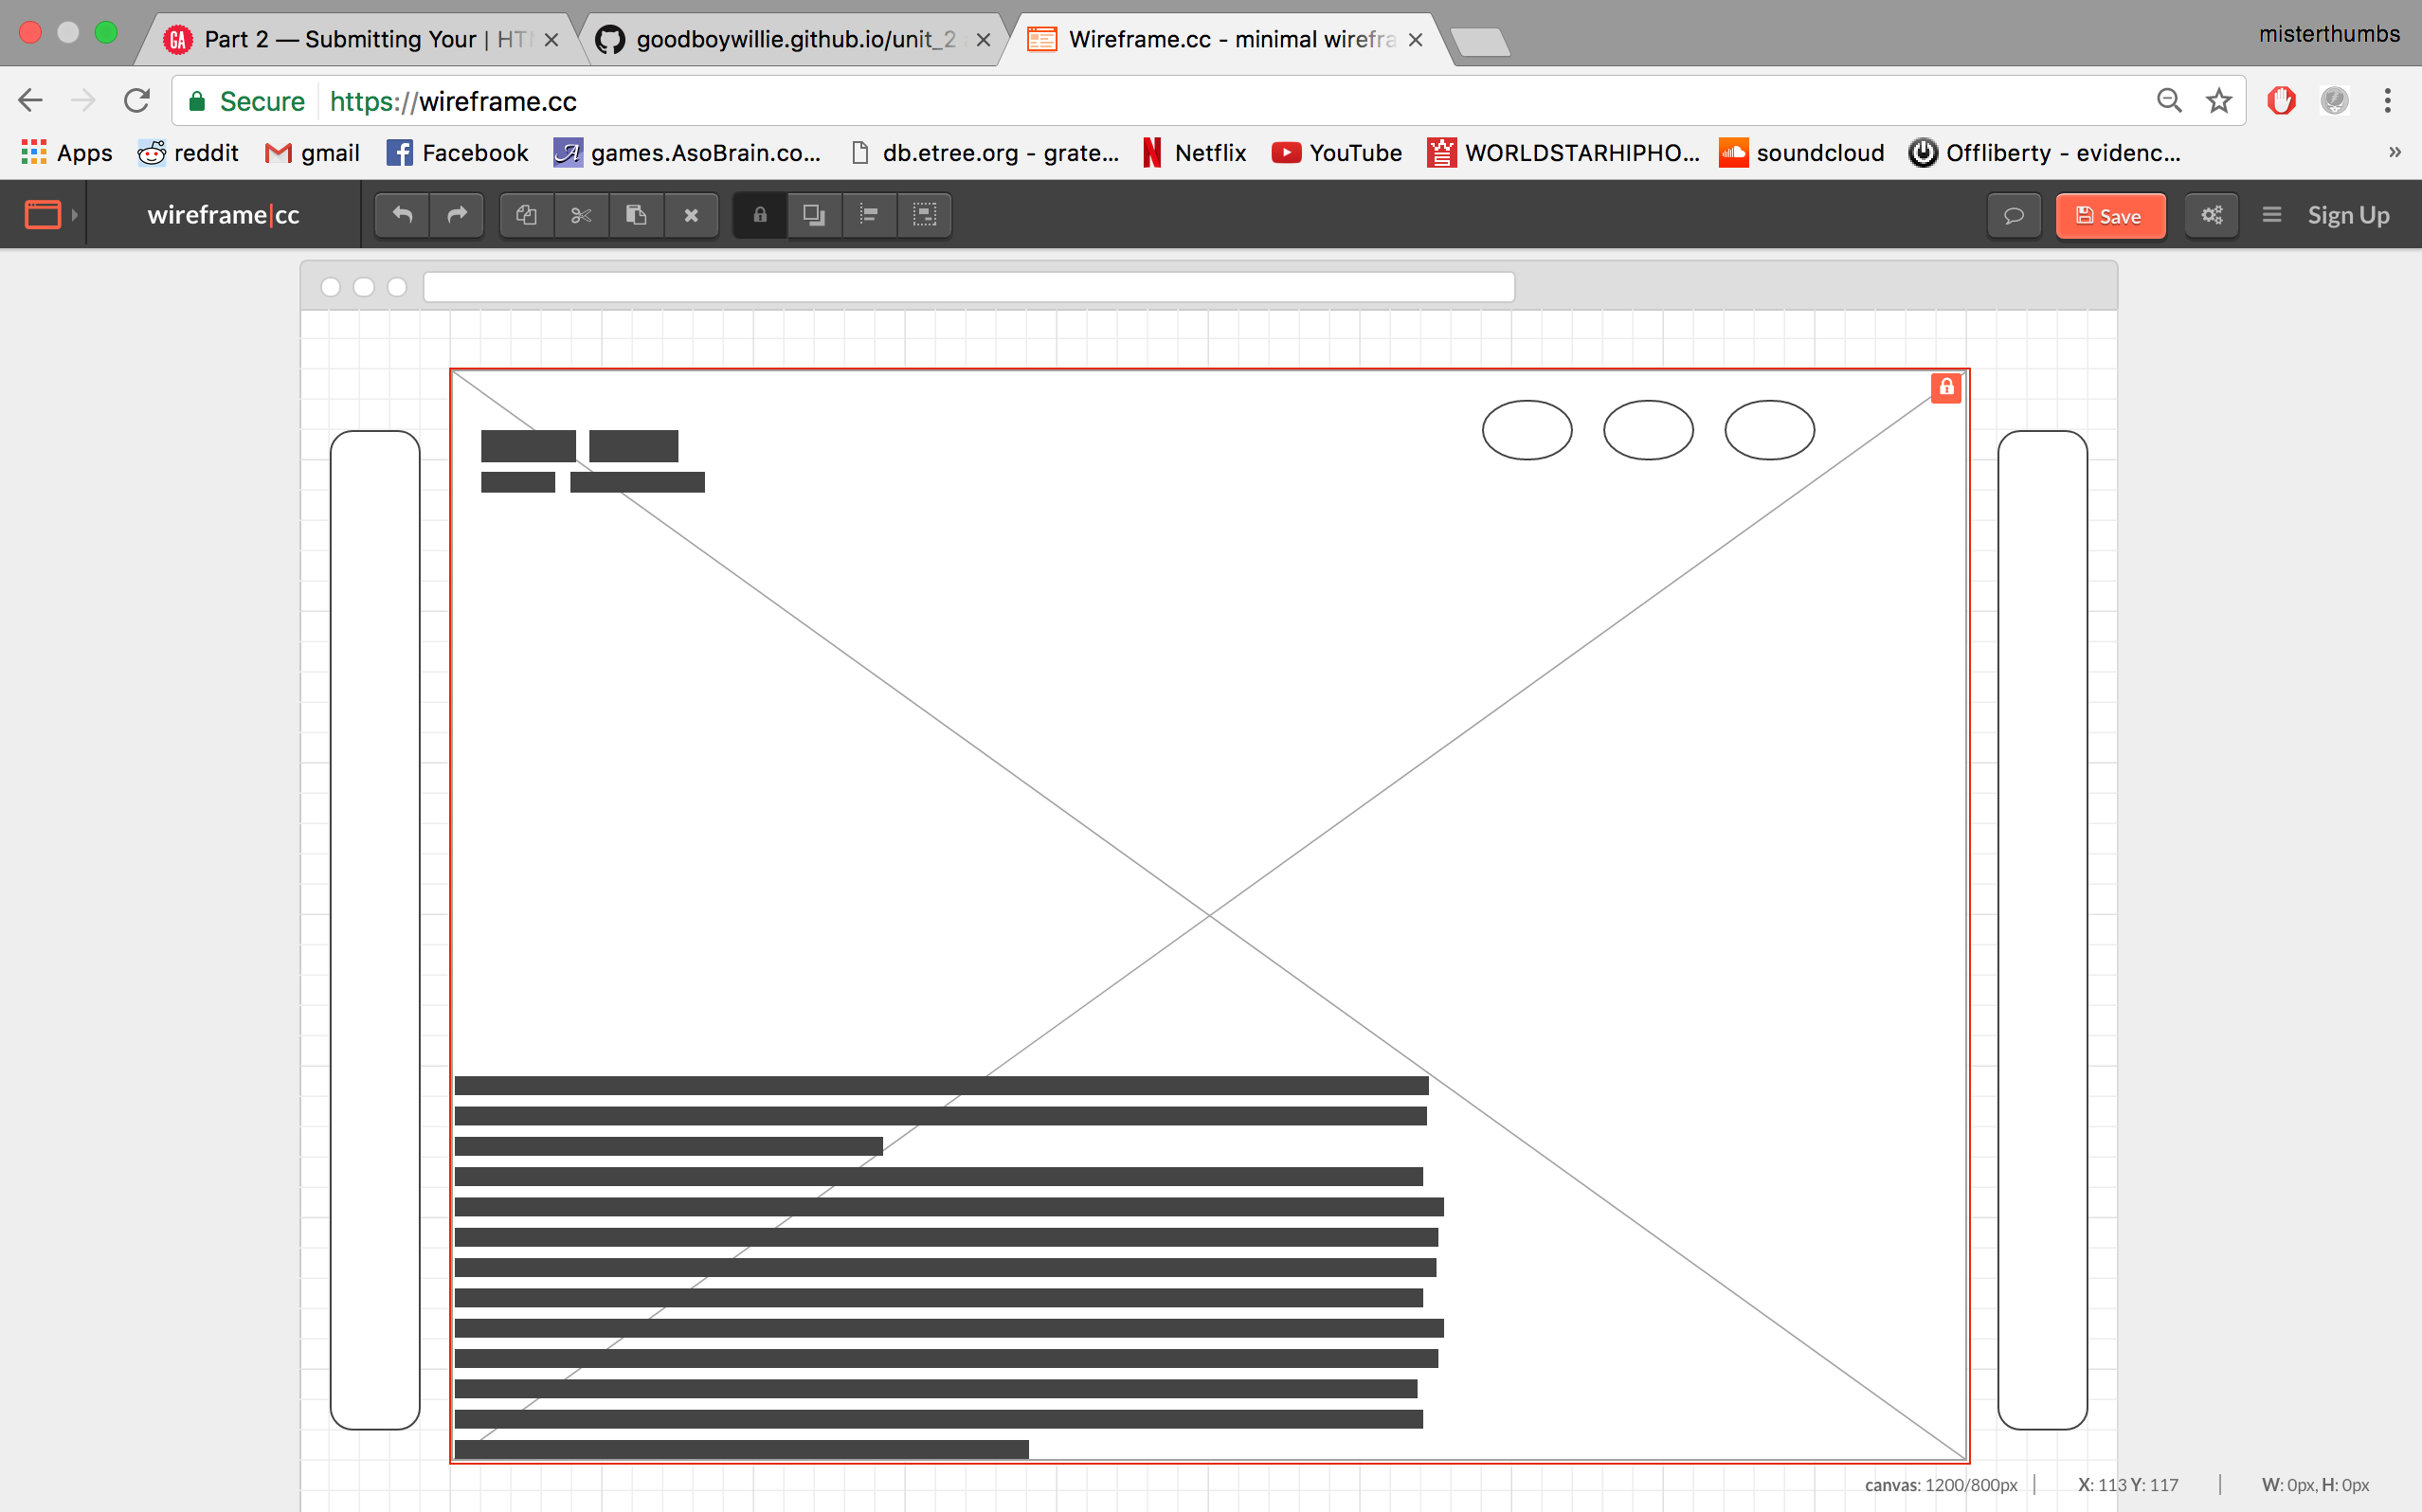 Part 2 — Submitting Your | HT
goodboywillie.github.io/unit_2
Wireframe.cc - minimal wirefra
misterthumbs
Secure https://wireframe.cc
Apps reddit gmail Facebook games.AsoBrain.co... db.etree.org - grate... Netflix YouTube WORLDSTARHIPHO... soundcloud Offliberty - evidenc... »
wireframe|cc Save Sign Up
canvas: 1200/800px | X: 113 Y: 117 | W: 0px, H: 0px